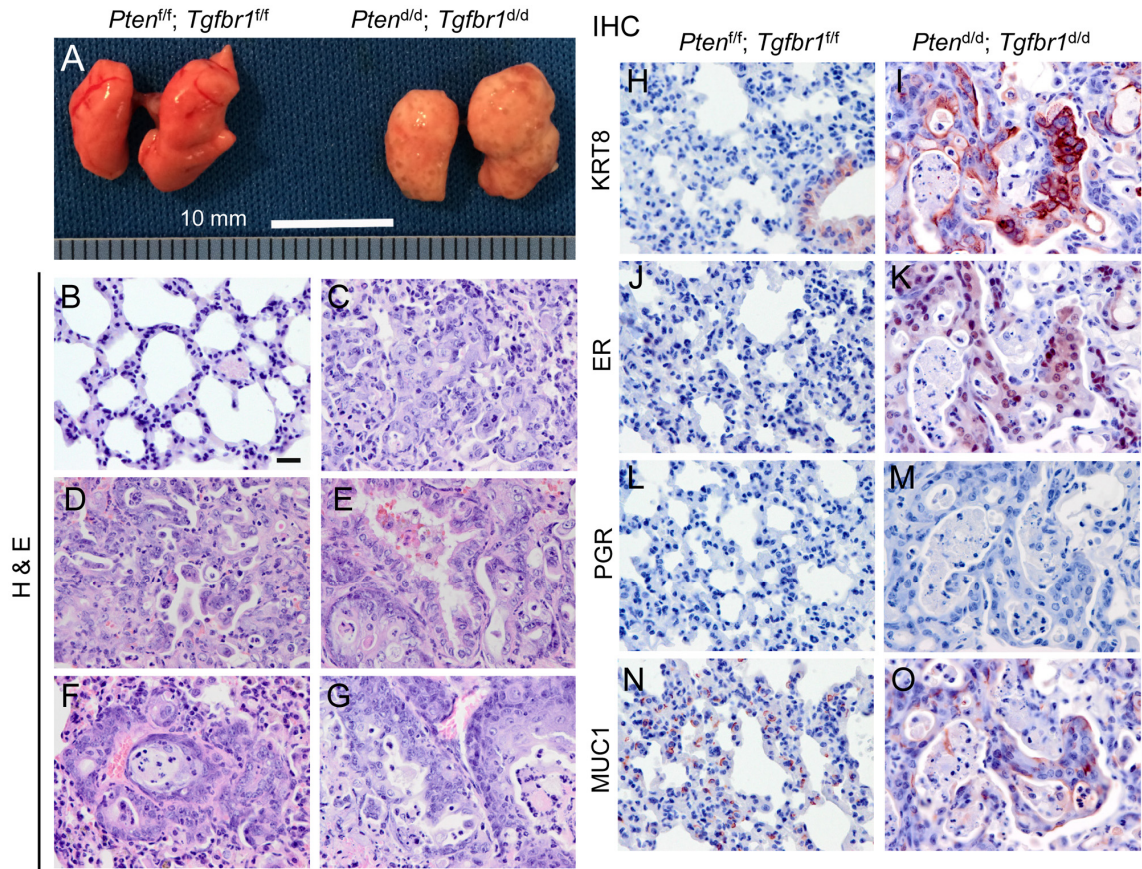 Pten^f/f; Tgfbr1^f/f
Pten^d/d; Tgfbr1^d/d
A
10 mm
H & E
B
C
D
E
F
G
IHC
Pten^f/f; Tgfbr1^f/f
Pten^d/d; Tgfbr1^d/d
KRT8
H
I
ER
J
K
PGR
L
M
MUC1
N
O